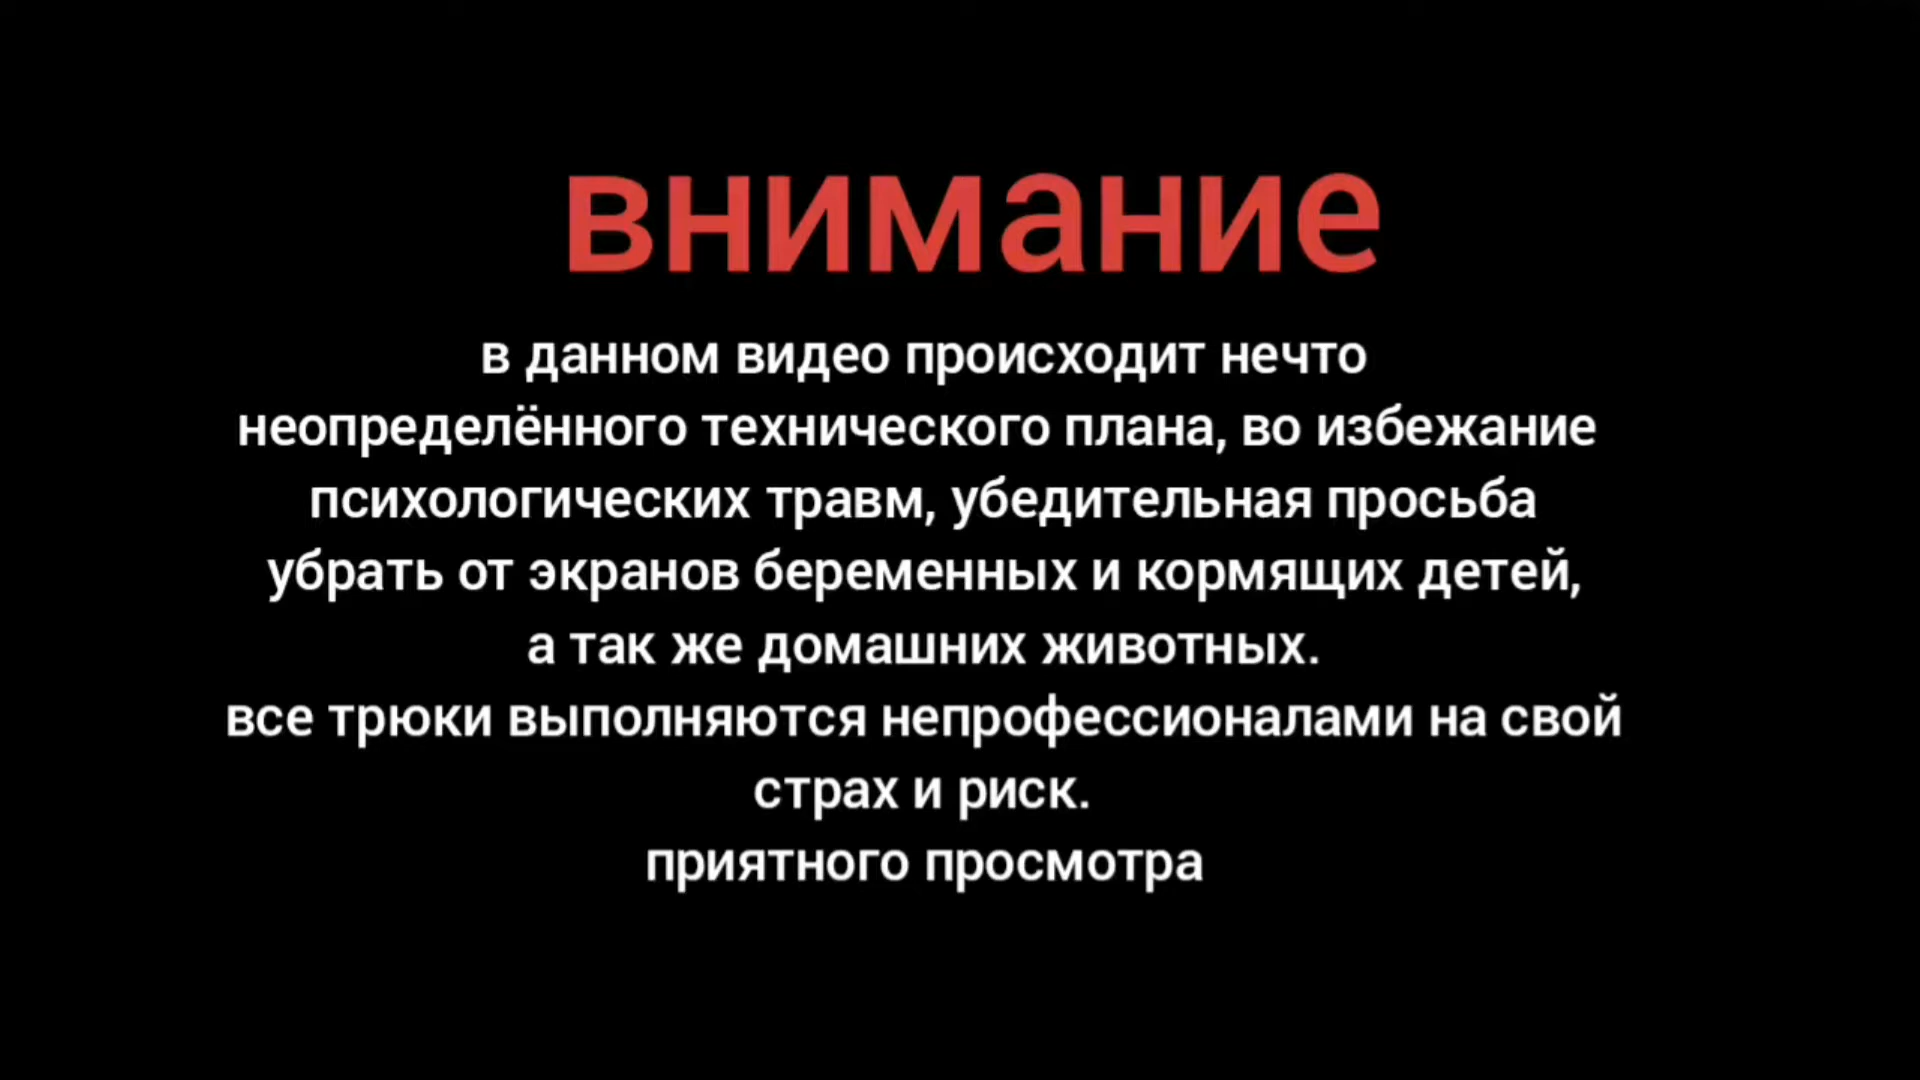 внимание
в данном видео происходит нечто
неопределённого технического плана, во избежание
психологических травм, убедительная просьба
убрать от экранов беременных и кормящих детей,
а так же домашних животных.
все трюки выполняются непрофессионалами на свой
страх и риск.
приятного просмотра